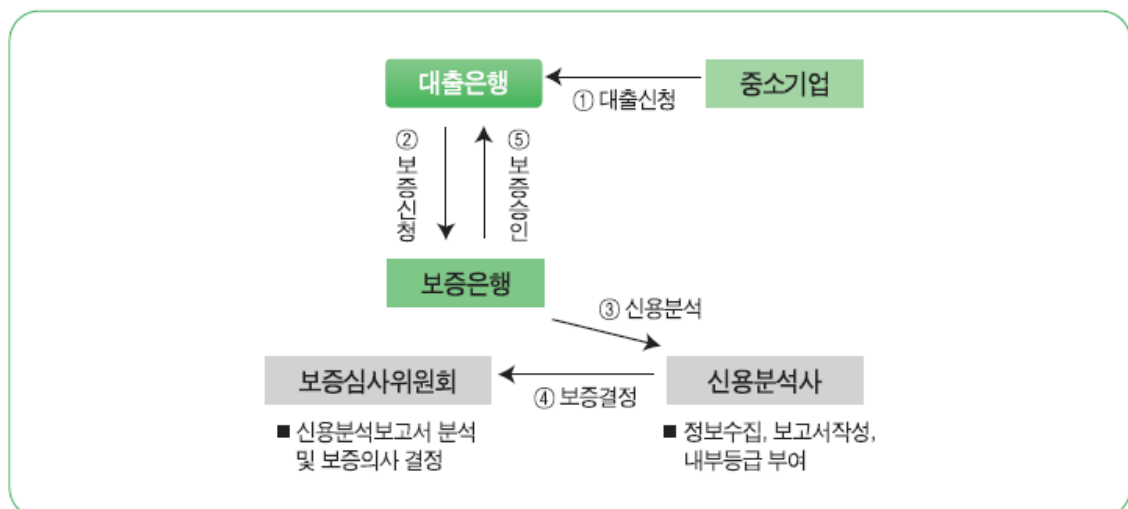 대출은행
중소기업
① 대출신청
② 보증신청
⑤ 보증승인
보증은행
③ 신용분석
보증심사위원회
신용분석사
④ 보증결정
■ 신용분석보고서 분석
및 보증의사 결정
■ 정보수집, 보고서작성,
내부등급 부여